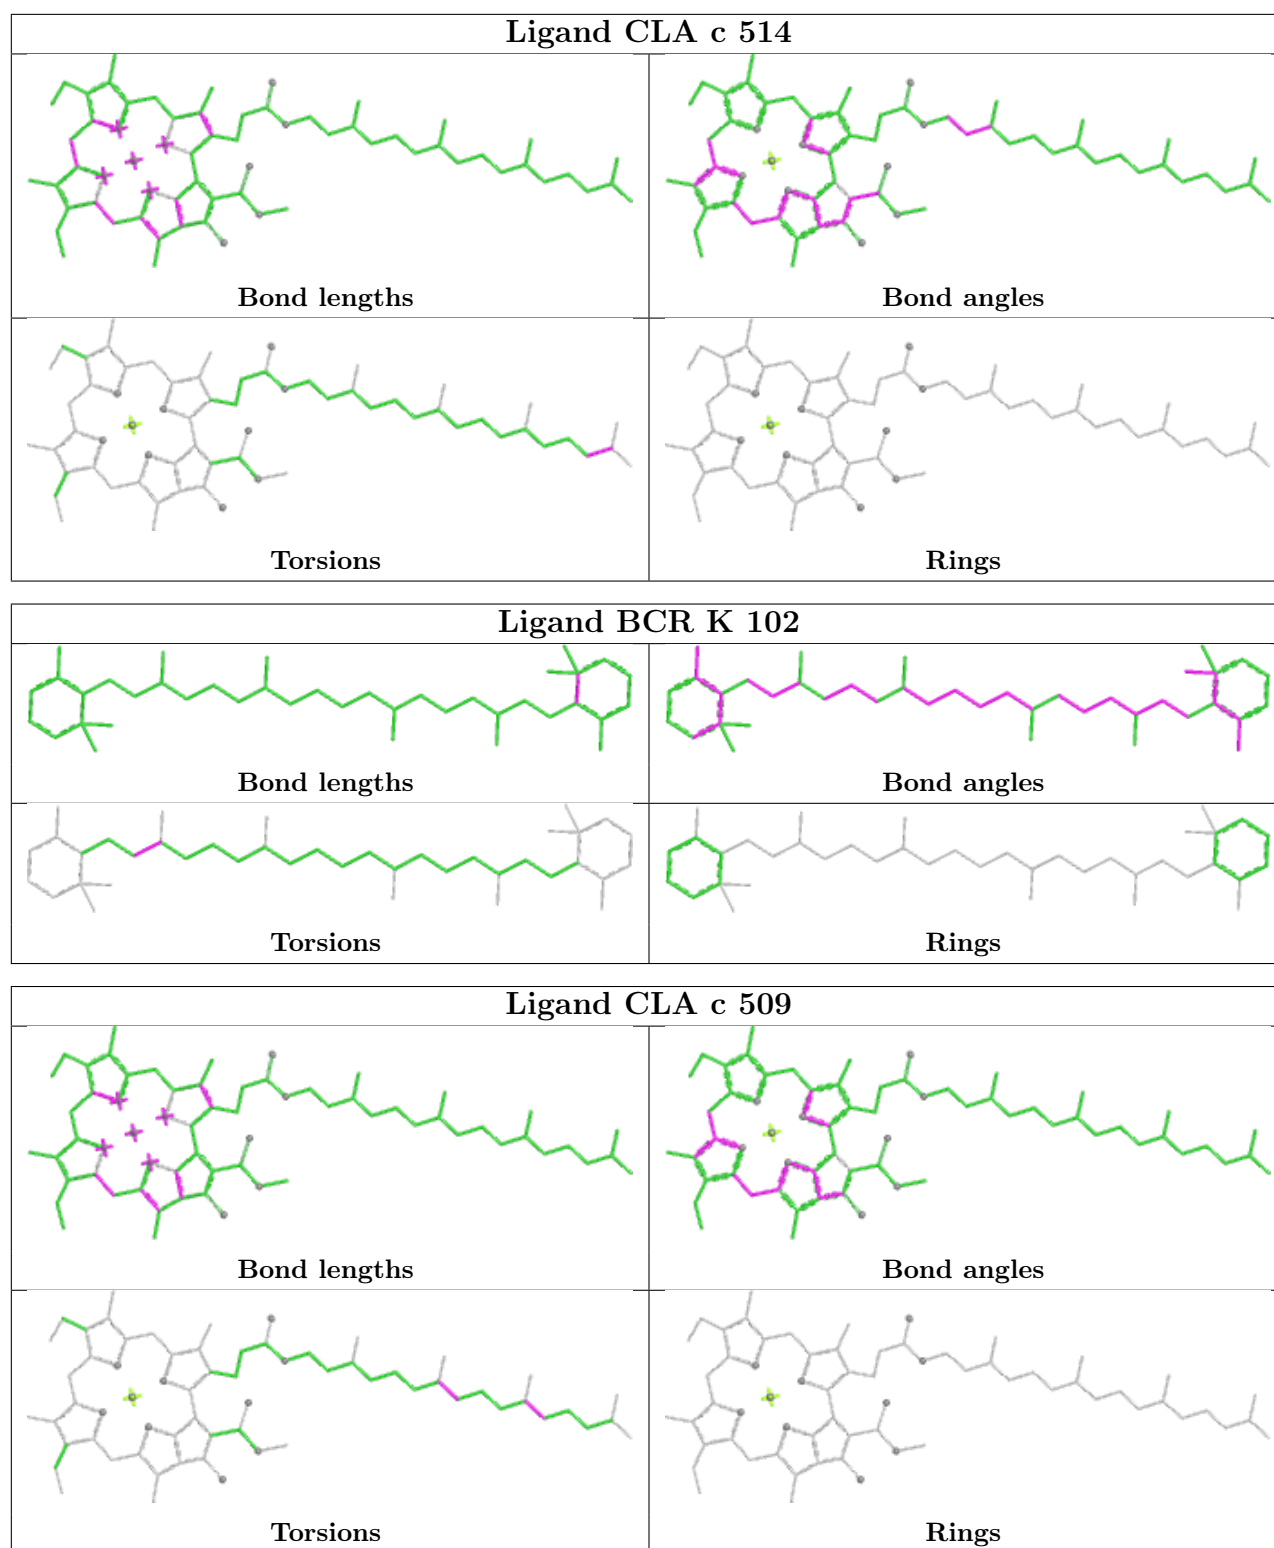 Ligand CLA c 514
Bond lengths
Bond angles
Torsions
Rings
Ligand BCR K 102
Bond lengths
Bond angles
Torsions
Rings
Ligand CLA c 509
Bond lengths
Bond angles
Torsions
Rings